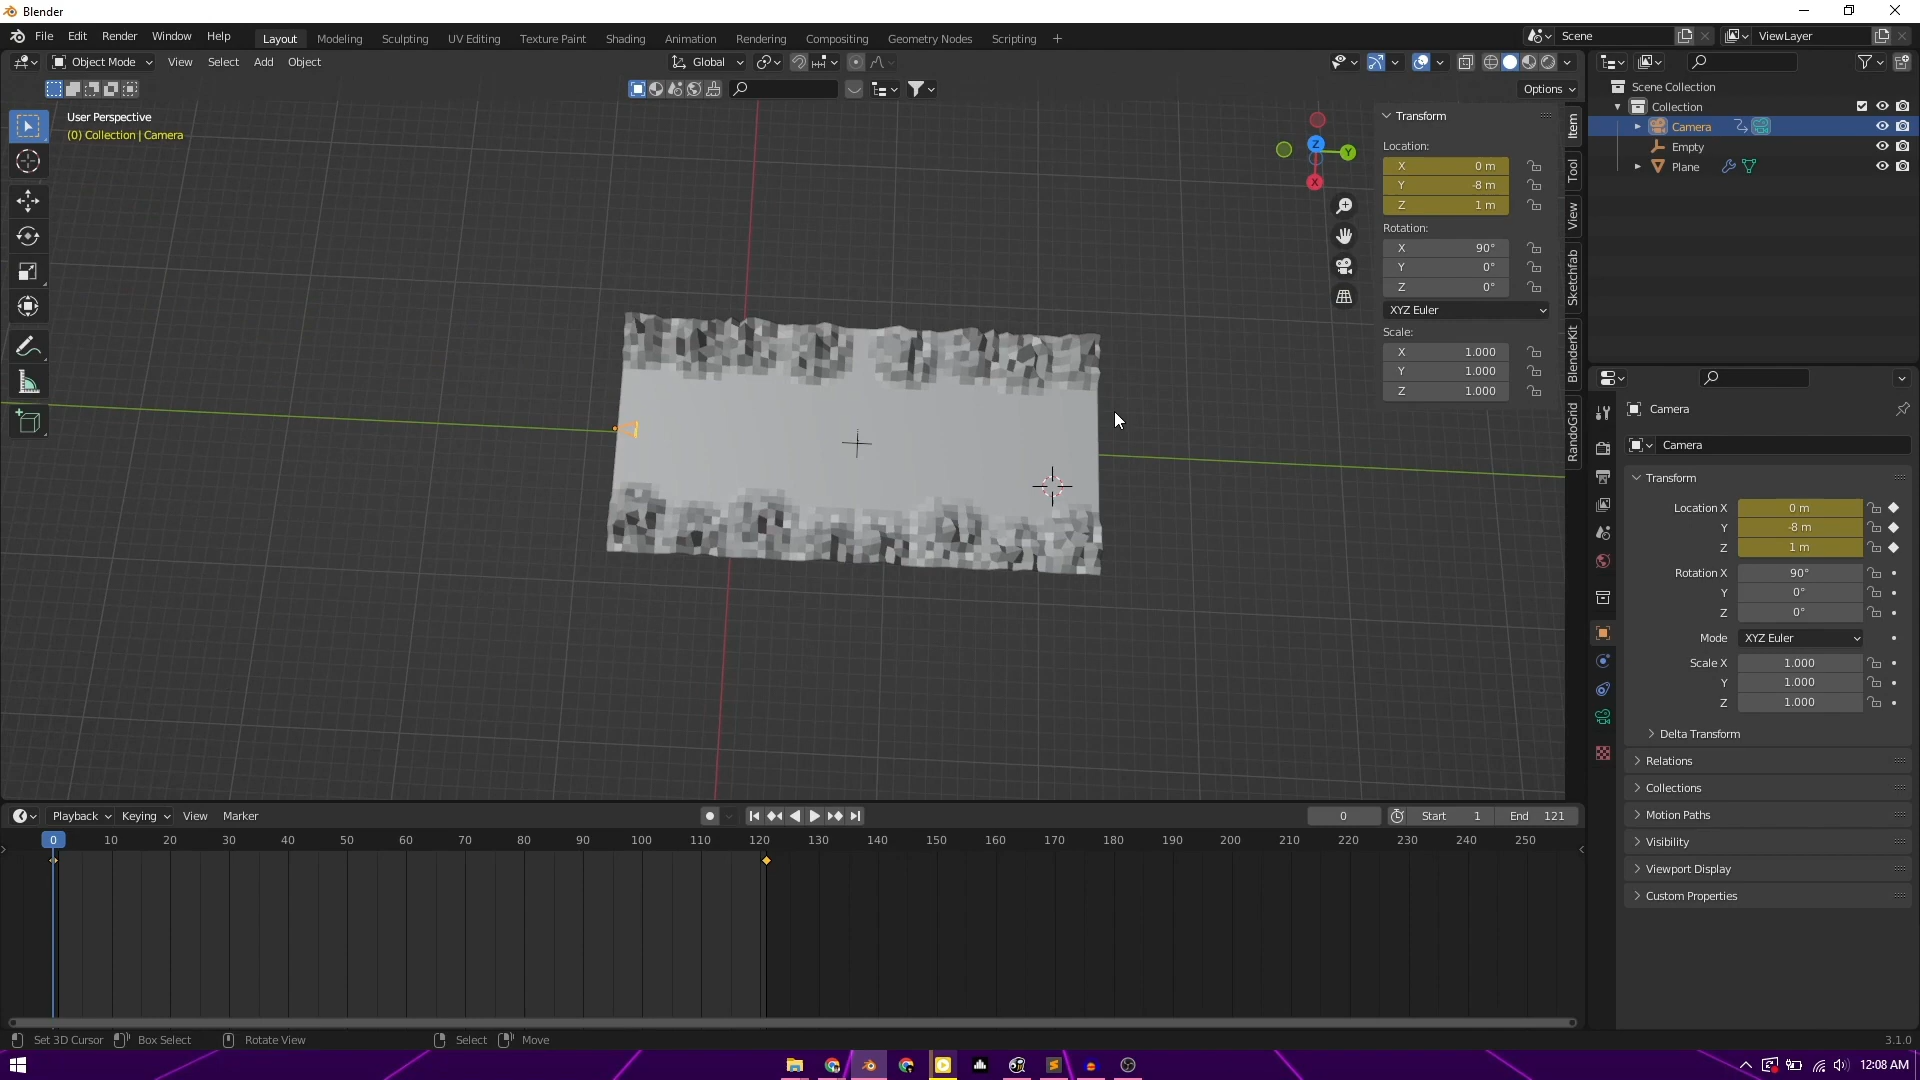 Blender
File Edit Render Window Help
Layout Modeling Sculpting UV Editing Texture Paint Shading Animation Rendering Compositing Geometry Nodes Scripting +
Scene
ViewLayer
Object Mode View Select Add Object
Global
Options
User Perspective
(0) Collection | Camera
Z
Y
X
Transform
Location:
X 0 m
Y -8 m
Z 1 m
Rotation:
X 90°
Y 0°
Z 0°
XYZ Euler
Scale:
X 1.000
Y 1.000
Z 1.000
Item
Tool
View
Sketchfab
BlenderKit
RandoGrid
Scene Collection
Collection
Camera
Empty
Plane
Camera
Camera
Transform
Location X 0 m
Y -8 m
Z 1 m
Rotation X 90°
Y 0°
Z 0°
Mode XYZ Euler
Scale X 1.000
Y 1.000
Z 1.000
Delta Transform
Relations
Collections
Motion Paths
Visibility
Viewport Display
Custom Properties
Playback Keying View Marker
0 Start 1 End 121
0 10 20 30 40 50 60 70 80 90 100 110 120 130 140 150 160 170 180 190 200 210 220 230 240 250
Set 3D Cursor Box Select Rotate View Select Move
3.1.0
12:08 AM